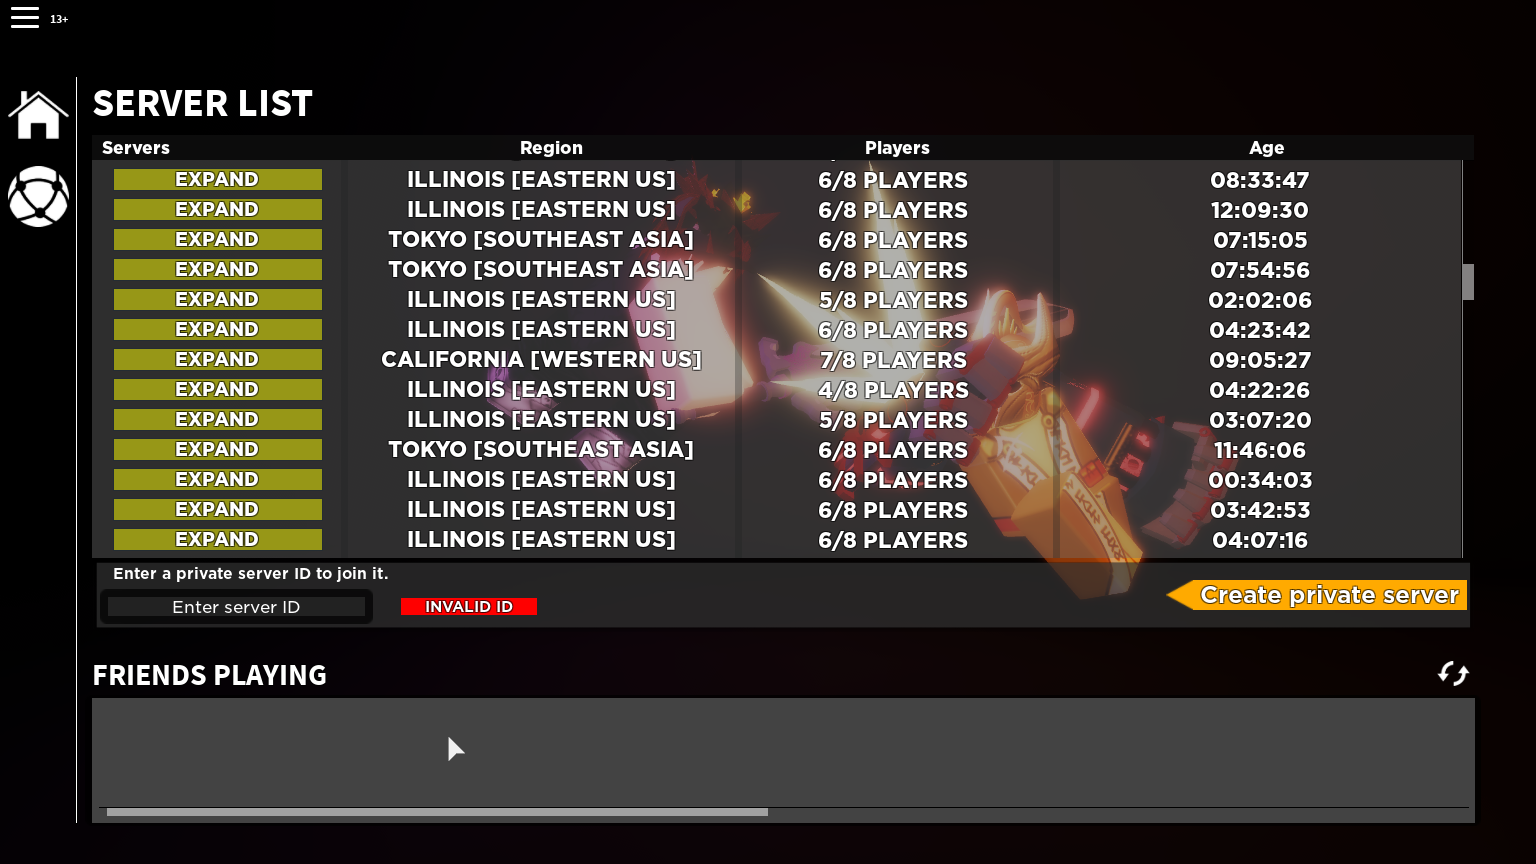 13+
SERVER LIST
Servers Region Players Age
EXPAND ILLINOIS [EASTERN US] 6/8 PLAYERS 08:33:47
EXPAND ILLINOIS [EASTERN US] 6/8 PLAYERS 12:09:30
EXPAND TOKYO [SOUTHEAST ASIA] 6/8 PLAYERS 07:15:05
EXPAND TOKYO [SOUTHEAST ASIA] 6/8 PLAYERS 07:54:56
EXPAND ILLINOIS [EASTERN US] 5/8 PLAYERS 02:02:06
EXPAND ILLINOIS [EASTERN US] 6/8 PLAYERS 04:23:42
EXPAND CALIFORNIA [WESTERN US] 7/8 PLAYERS 09:05:27
EXPAND ILLINOIS [EASTERN US] 4/8 PLAYERS 04:22:26
EXPAND ILLINOIS [EASTERN US] 5/8 PLAYERS 03:07:20
EXPAND TOKYO [SOUTHEAST ASIA] 6/8 PLAYERS 11:46:06
EXPAND ILLINOIS [EASTERN US] 6/8 PLAYERS 00:34:03
EXPAND ILLINOIS [EASTERN US] 6/8 PLAYERS 03:42:53
EXPAND ILLINOIS [EASTERN US] 6/8 PLAYERS 04:07:16
Enter a private server ID to join it.
Enter server ID INVALID ID Create private server
FRIENDS PLAYING